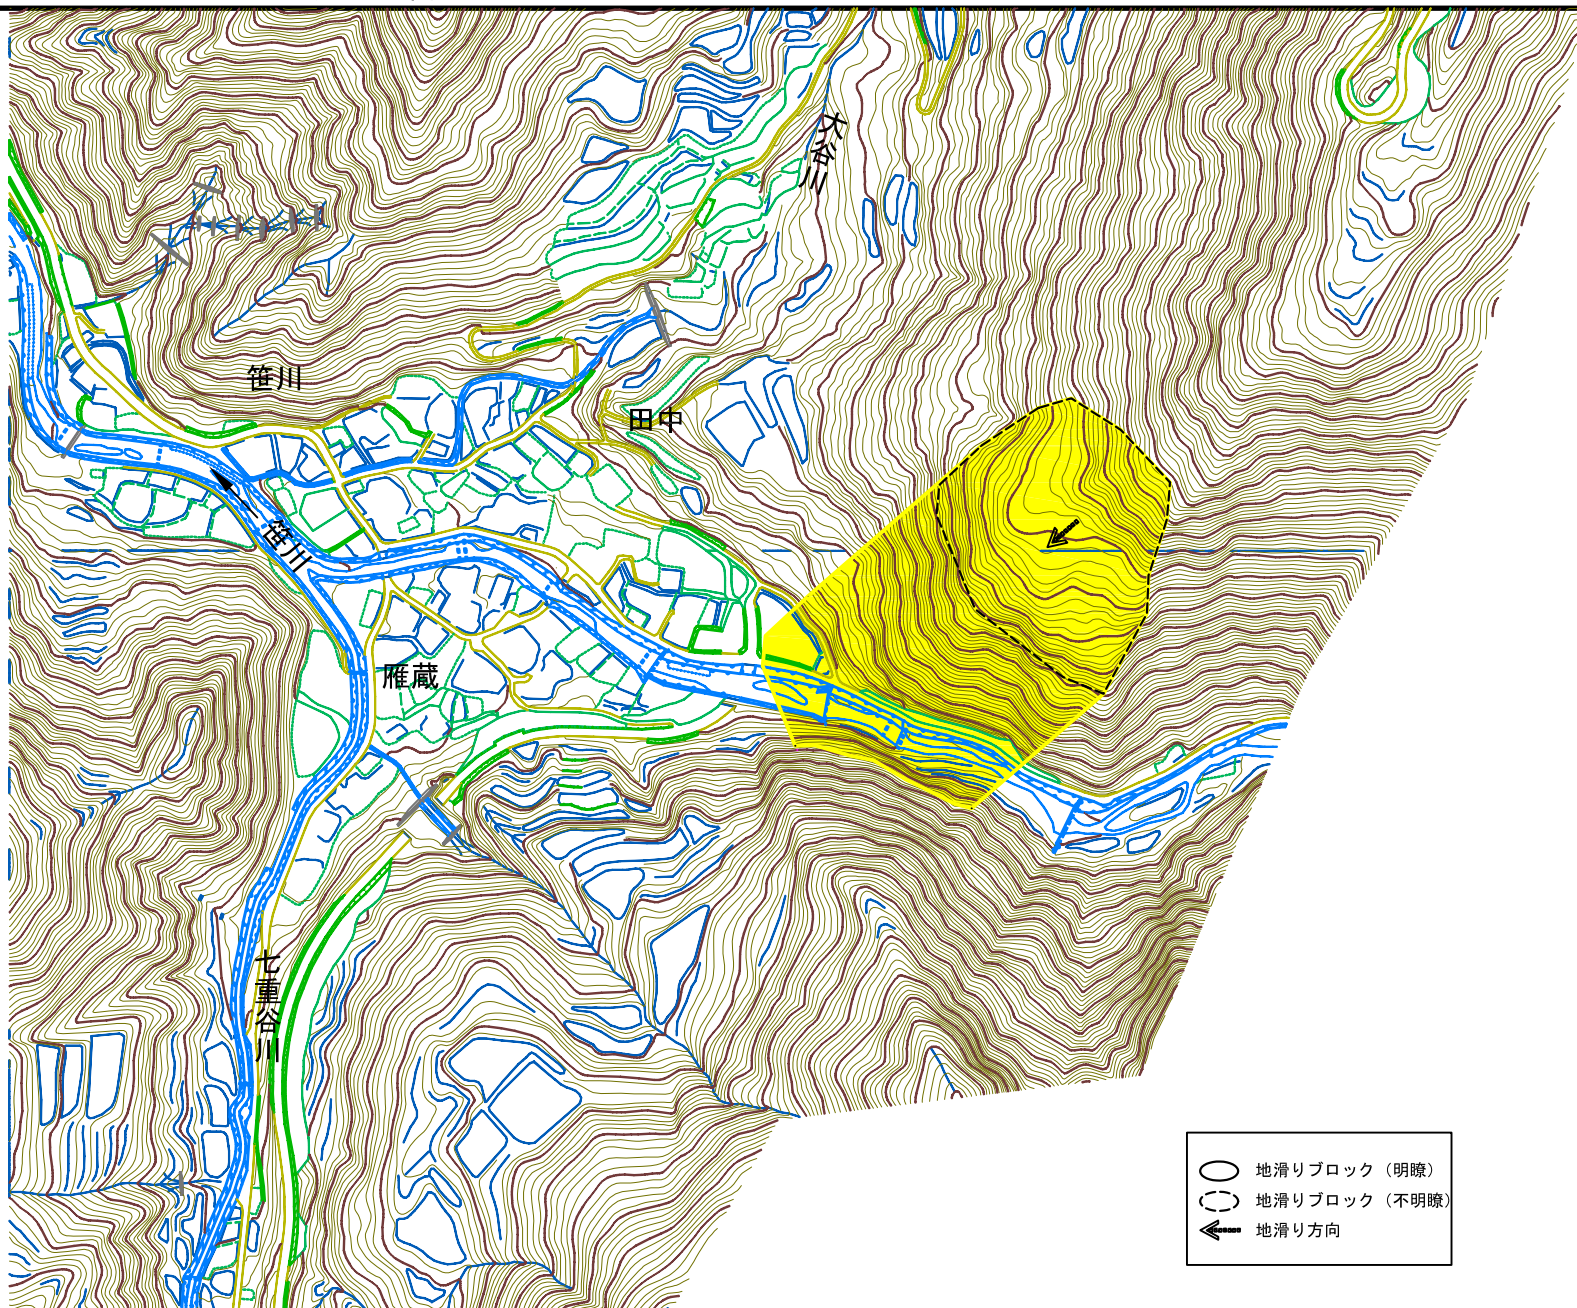 大谷川
笹川
田中
笹川
雁蔵
七重谷川
地滑りブロック（明瞭）
地滑りブロック（不明瞭）
地滑り方向